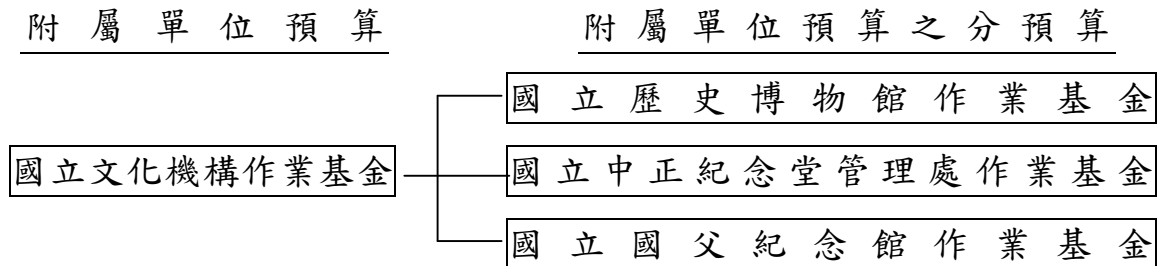 附屬單位預算
附屬單位預算之分預算
國立歷史博物館作業基金
國立文化機構作業基金
國立中正紀念堂管理處作業基金
國立國父紀念館作業基金